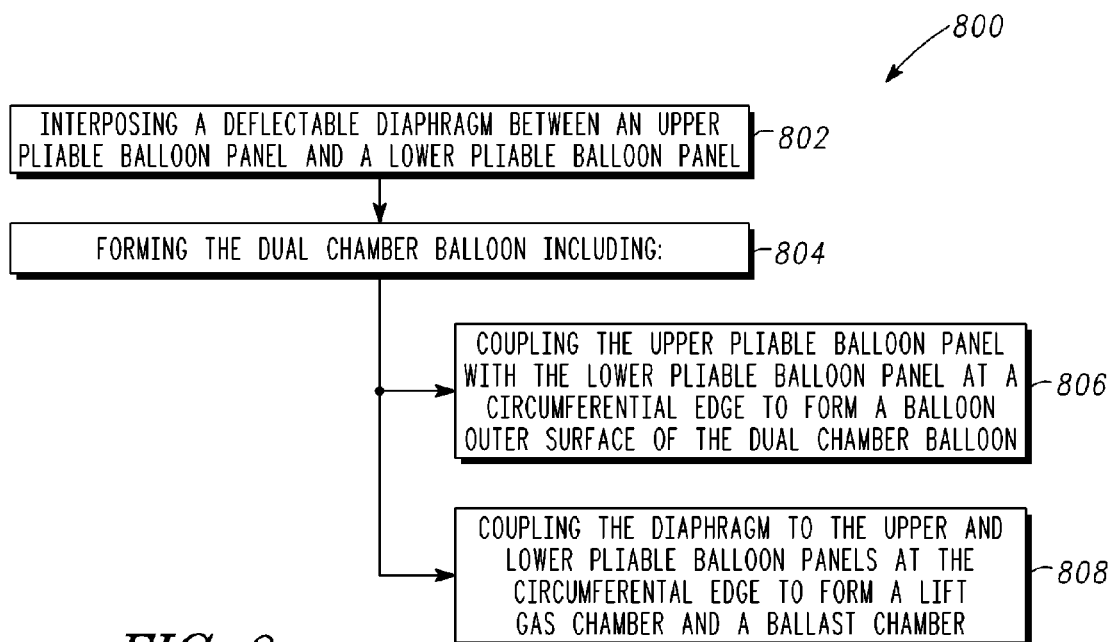 800
INTERPOSING A DEFLECTABLE DIAPHRAGM BETWEEN AN UPPER
PLIABLE BALLOON PANEL AND A LOWER PLIABLE BALLOON PANEL
802
FORMING THE DUAL CHAMBER BALLOON INCLUDING:
804
COUPLING THE UPPER PLIABLE BALLOON PANEL
WITH THE LOWER PLIABLE BALLOON PANEL AT A
CIRCUMFERENTIAL EDGE TO FORM A BALLOON
OUTER SURFACE OF THE DUAL CHAMBER BALLOON
806
COUPLING THE DIAPHRAGM TO THE UPPER AND
LOWER PLIABLE BALLOON PANELS AT THE
CIRCUMFERENTIAL EDGE TO FORM A LIFT
GAS CHAMBER AND A BALLAST CHAMBER
808
FIG.